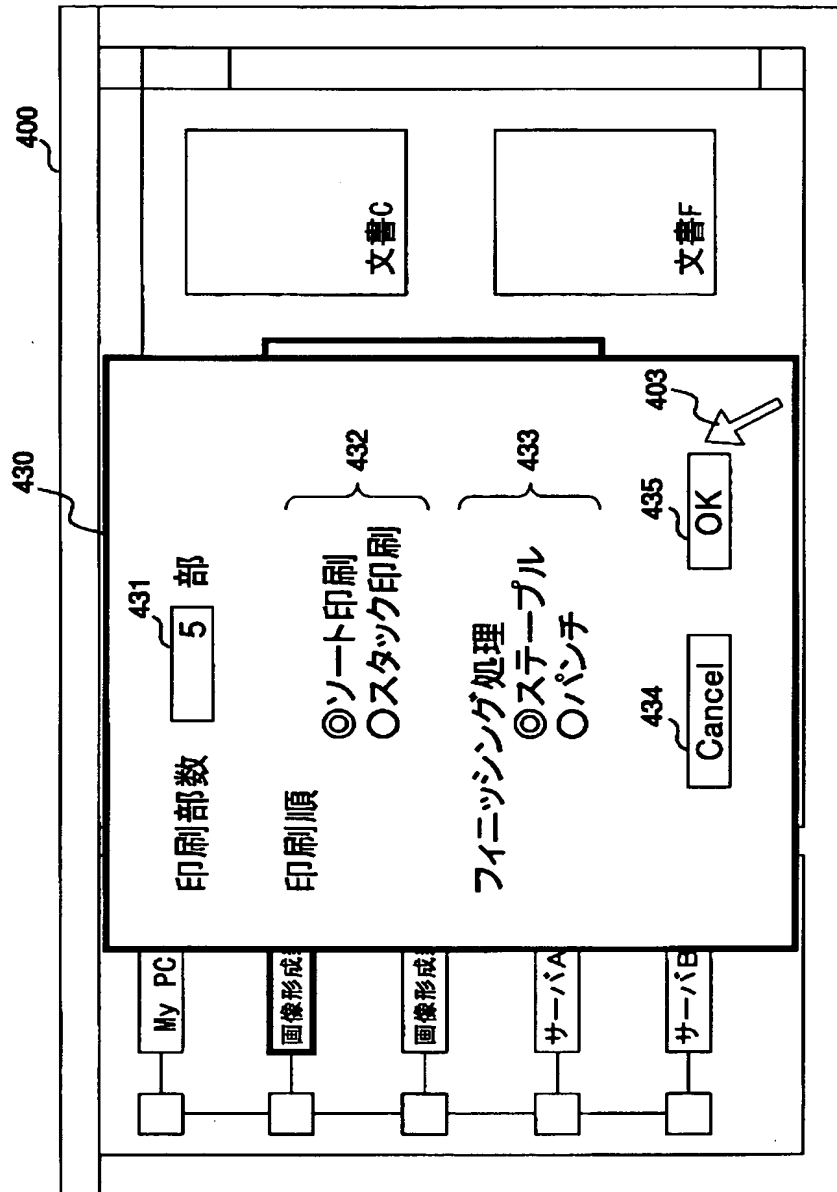 400
430
My PC
画像形成
画像形成
サーバA
サーバB
印刷部数
431
5
部
印刷順
◎ソート印刷
○スタック印刷
432
フィニッシング処理
◎ステープル
○パンチ
433
434
Cancel
435
OK
403
文書C
文書F